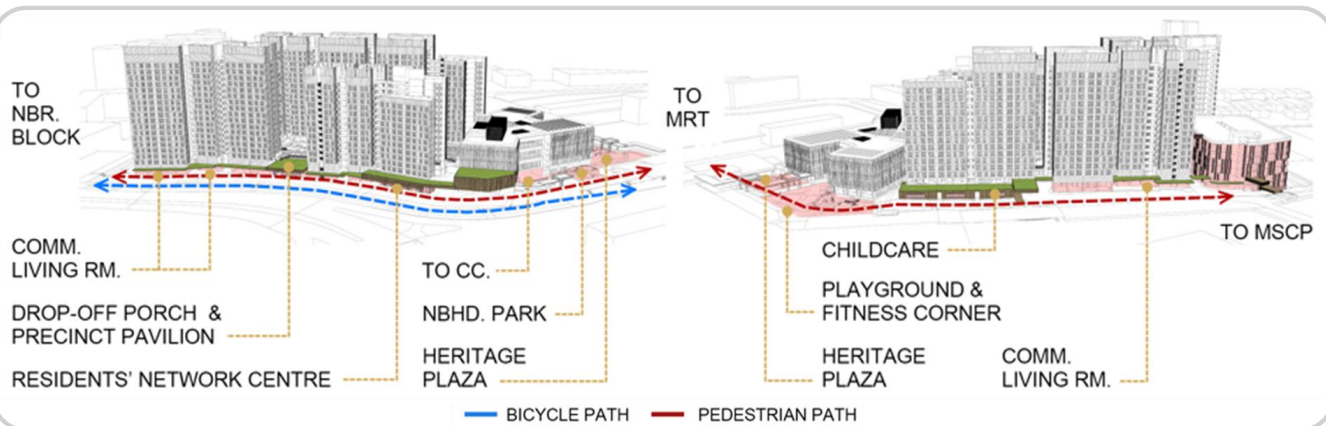 TO
NBR.
BLOCK
COMM.
LIVING RM.
DROP-OFF PORCH &
PRECINCT PAVILION
RESIDENTS' NETWORK CENTRE
TO CC.
NBHD. PARK
HERITAGE
PLAZA
TO
MRT
TO MSCP
CHILDCARE
PLAYGROUND &
FITNESS CORNER
HERITAGE
PLAZA
COMM.
LIVING RM.
BICYCLE PATH
PEDESTRIAN PATH